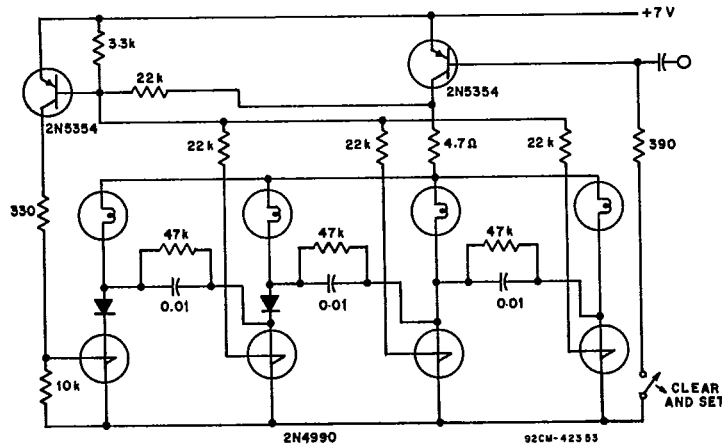 +7 V
3.3k
22k
2N5354
2N5354
22k
22k
4.7Ω
22k
390
330
47k
47k
47k
0.01
0.01
0.01
10k
CLEAR
AND SET
2N4990
92CM-42353